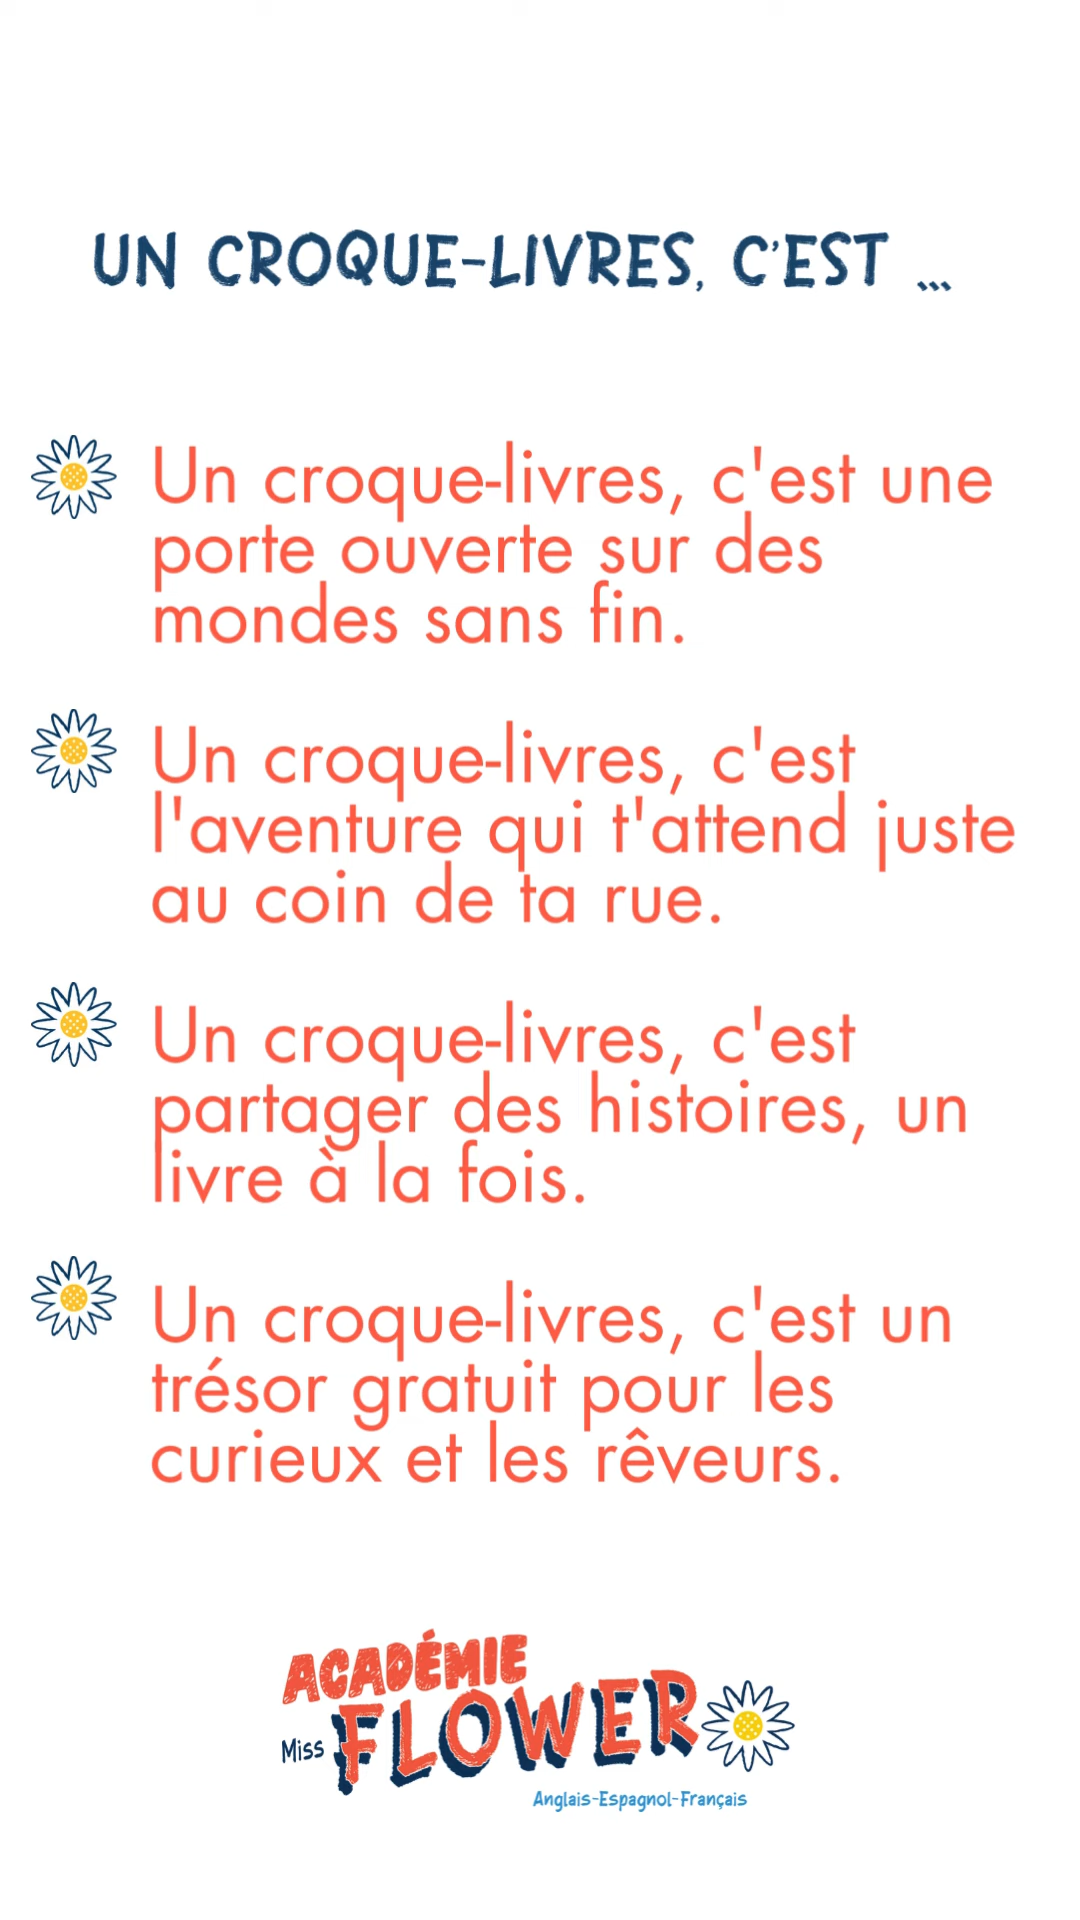 UN CROQUE-LIVRES, C'EST ...
Un croque-livres, c'est une
porte ouverte sur des
mondes sans fin.
Un croque-livres, c'est
l'aventure qui t'attend juste
au coin de ta rue.
Un croque-livres, c'est
partager des histoires, un
livre à la fois.
Un croque-livres, c'est un
trésor gratuit pour les
curieux et les rêveurs.
ACADÉMIE
Miss FLOWER
Anglais-Espagnol-Français